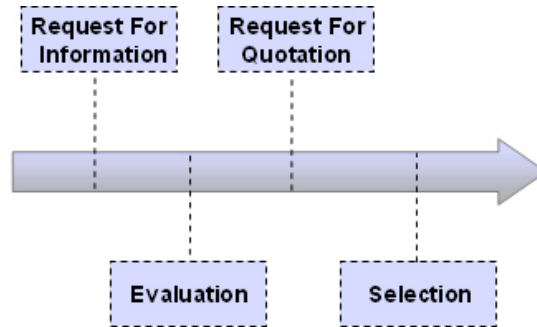 Request For
Information
Request For
Quotation
Evaluation
Selection